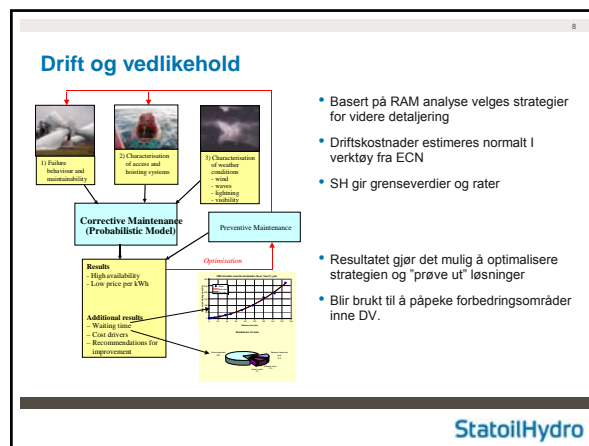 8
Drift og vedlikehold
1) Failure
behaviour and
maintainability
2) Characterisation
of access and
hoisting systems
3) Characterisation
of weather
conditions
- wind
- waves
- lightning
- visibility
Corrective Maintenance
(Probabilistic Model)
Preventive Maintenance
Optimisation
Results
- High availability
- Low price per kWh
Additional results
– Waiting time
– Cost drivers
– Recommendations for
improvement
• Basert på RAM analyse velges strategier
for videre detaljering
• Driftskostnader estimeres normalt I
verktøy fra ECN
• SH gir grenseverdier og rater
• Resultatet gjør det mulig å optimalisere
strategien og ”prøve ut” løsninger
• Blir brukt til å påpeke forbedringsområder
inne DV.
StatoilHydro